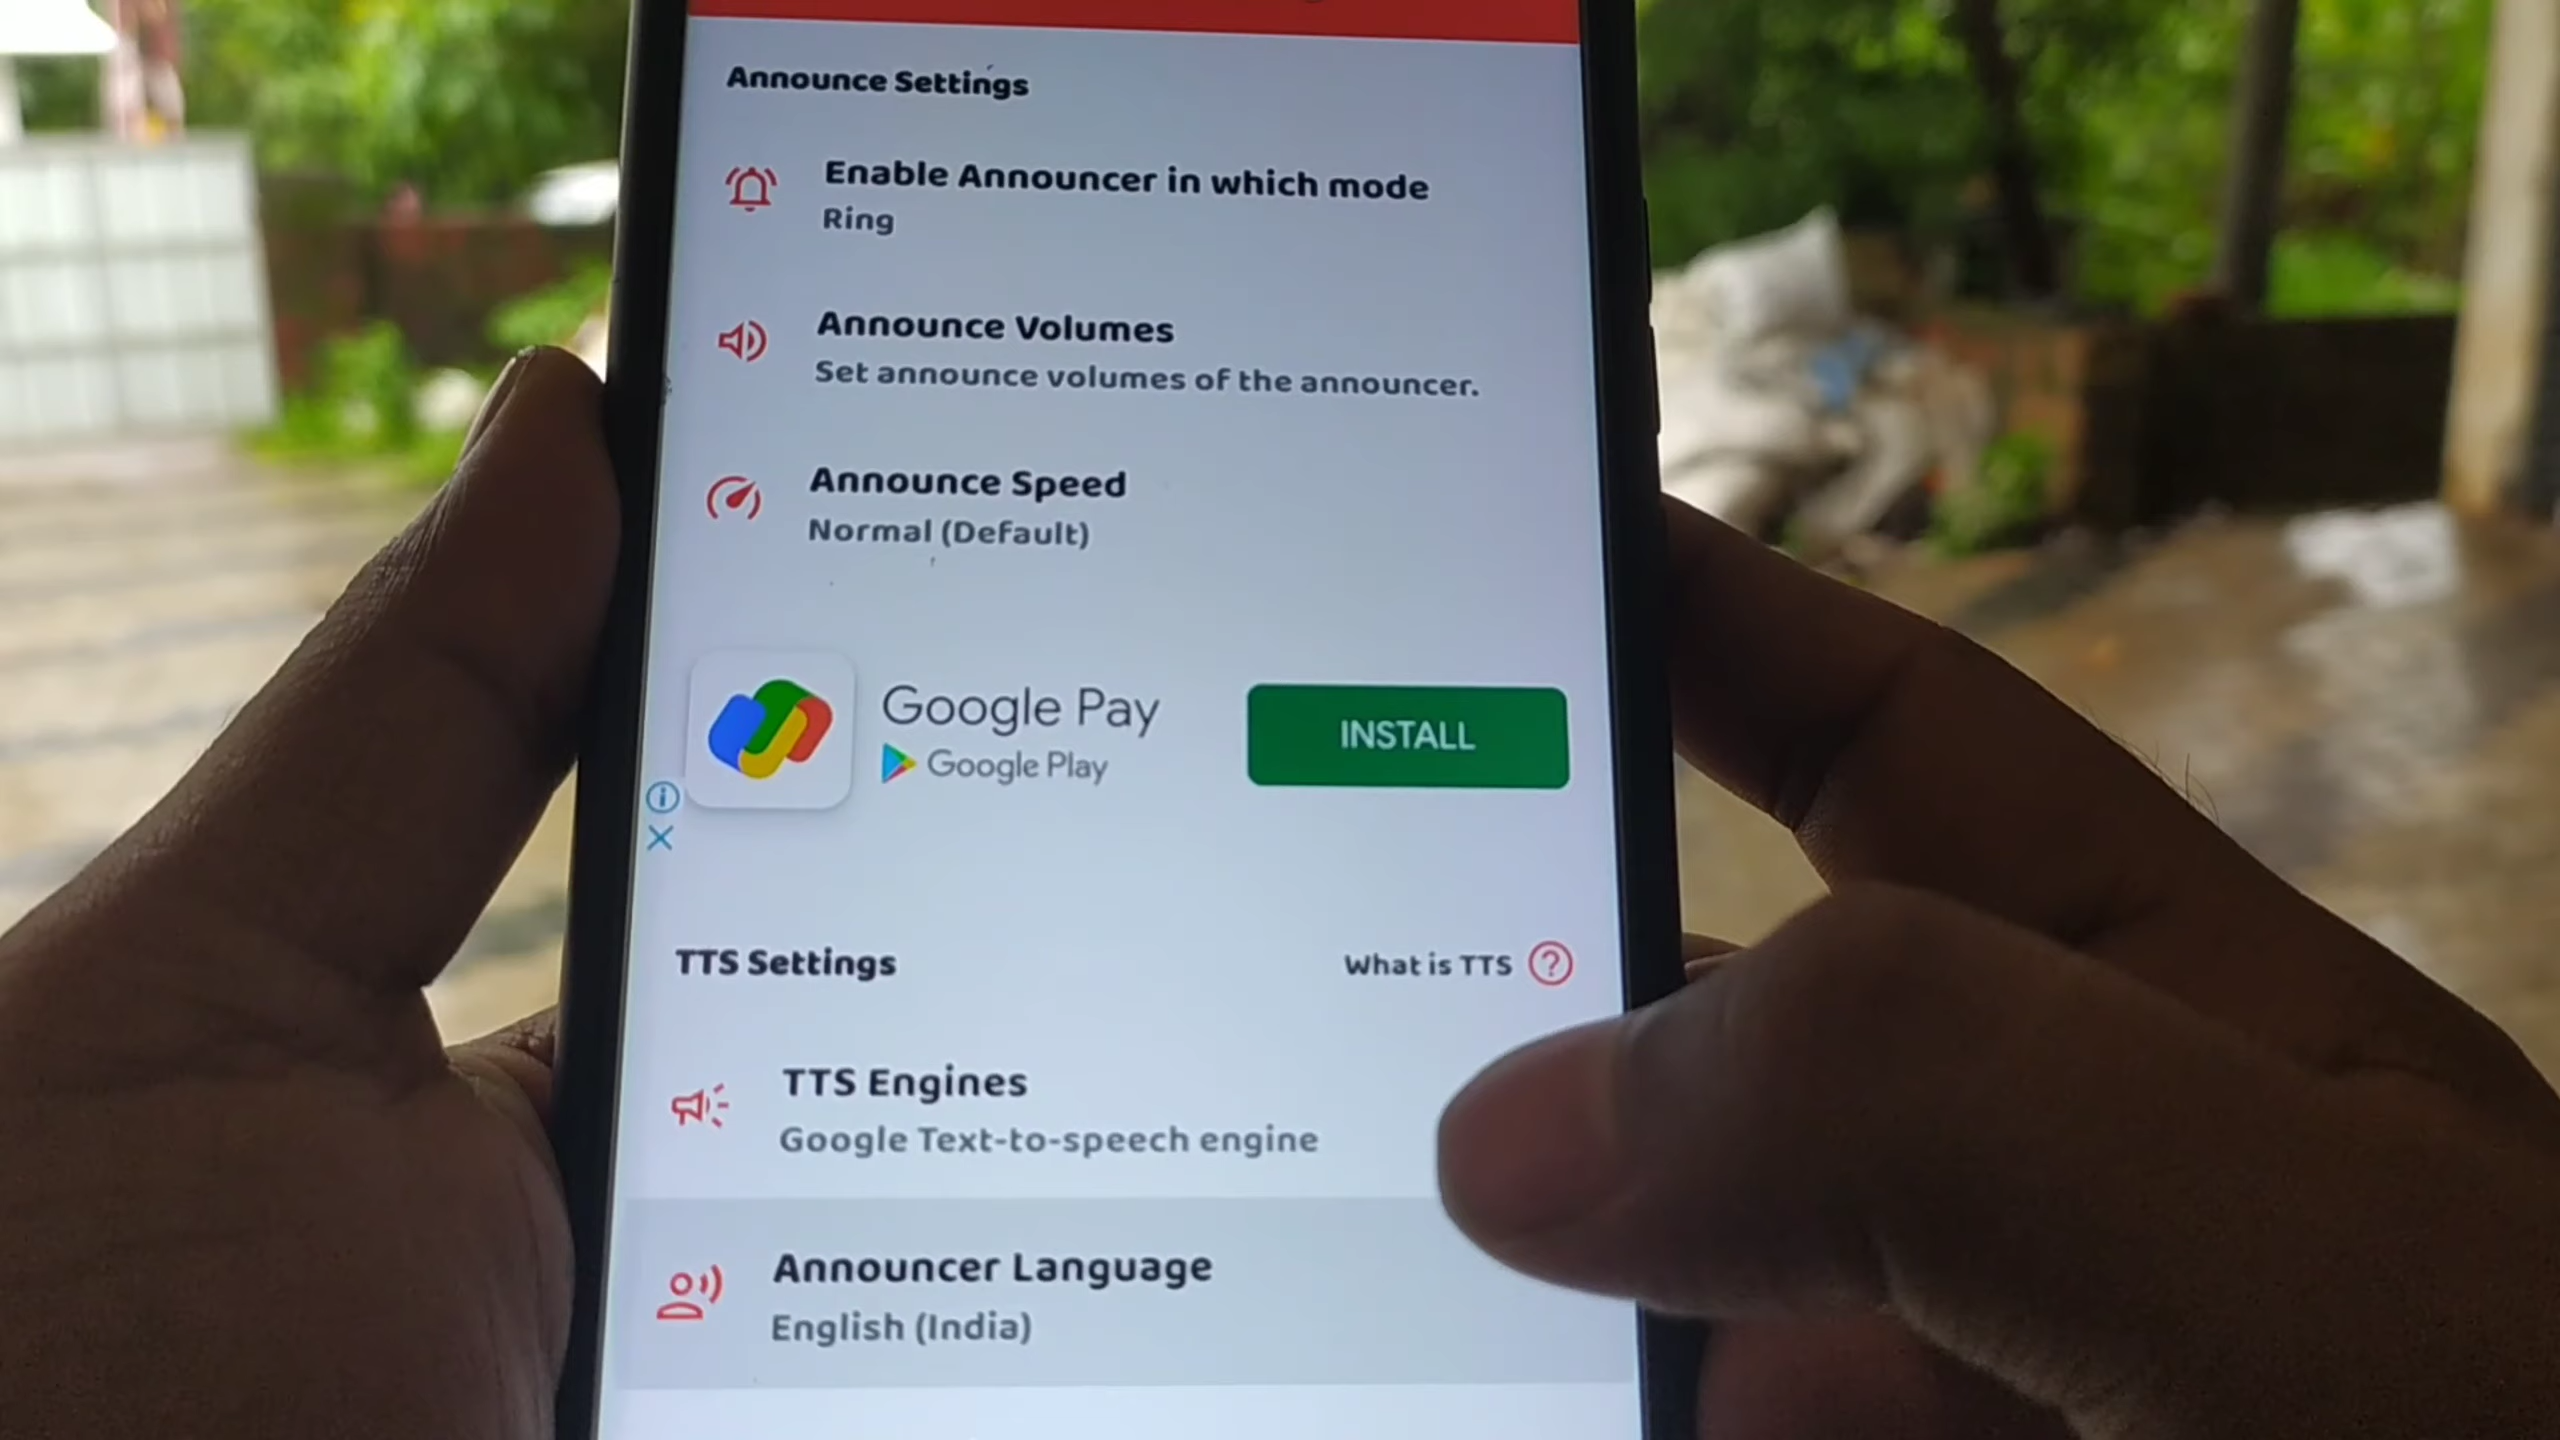 Announce Settings
Enable Announcer in which mode
Ring
Announce Volumes
Set announce volumes of the announcer.
Announce Speed
Normal (Default)
Google Pay
Google Play
INSTALL
TTS Settings
What is TTS ?
TTS Engines
Google Text-to-speech engine
Announcer Language
English (India)